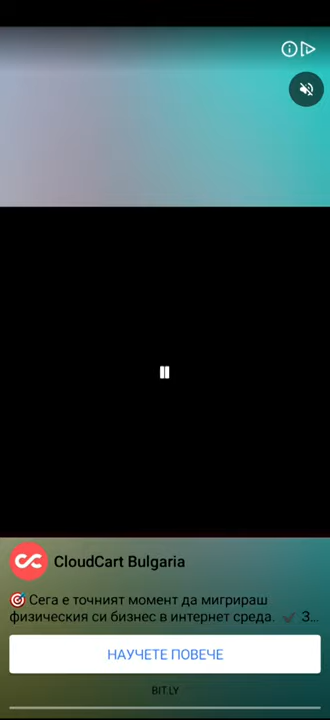 CloudCart Bulgaria
🎯 Сега е точният момент да мигрираш
физическия си бизнес в интернет среда. ✔️ З...
НАУЧЕТЕ ПОВЕЧЕ
BIT.LY